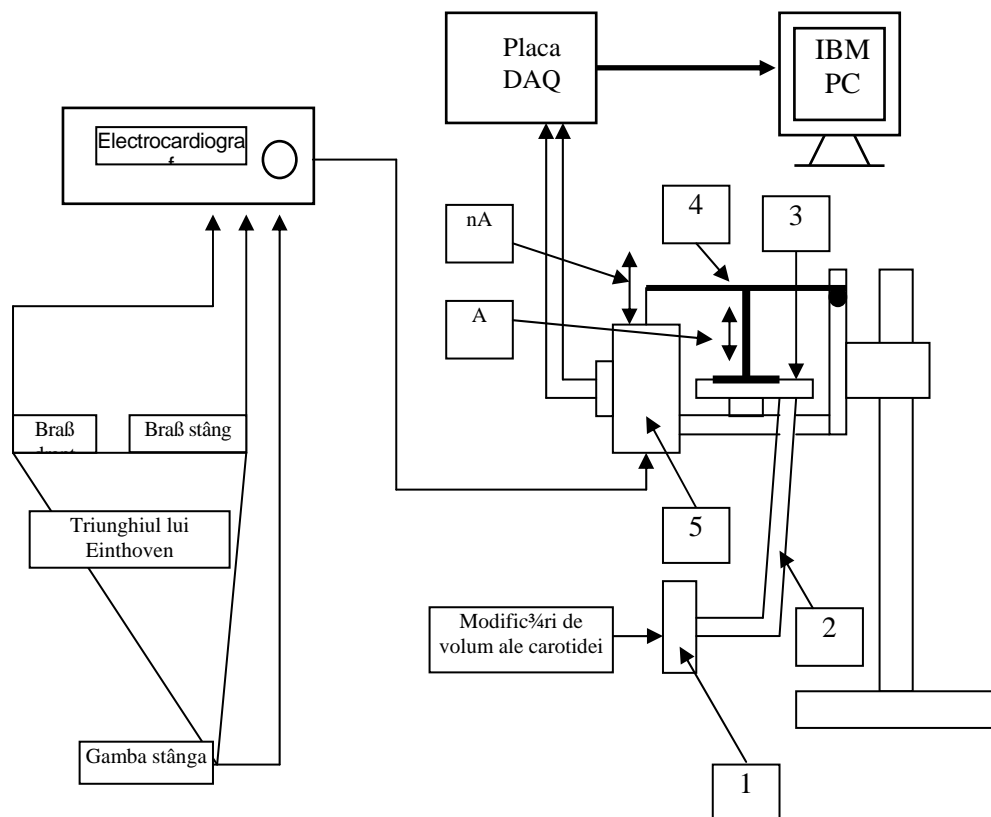 Placa
DAQ
IBM
PC
Electrocardiogra
nA
4
3
A
Braß
Braß stâng
Triunghiul lui
Einthoven
5
Modific¾ri de
volum ale carotidei
2
Gamba stânga
1